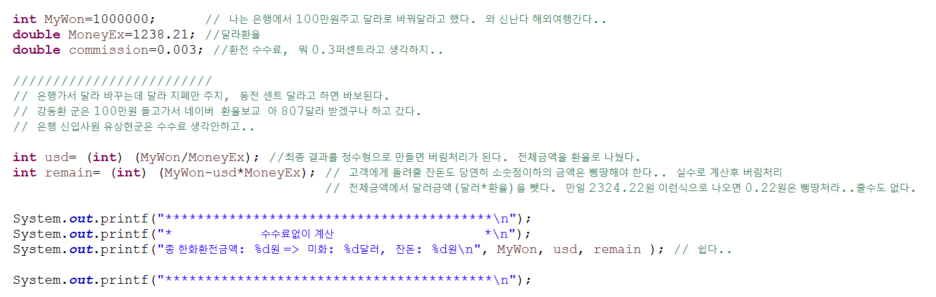 int MyWon=1000000;      // 나는 은행에서 100만원주고 달라로 바꿔달라고 했다. 와 신난다 해외여행간다..
double MoneyEx=1238.21; //달라환율
double commission=0.003; //환전 수수료, 뭐 0.3퍼센트라고 생각하지..
/////////////////////////
// 은행가서 달라 바꾸는데 달라 지폐만 주지, 동전 센트 달라고 하면 바보된다.
// 강동환 군은 100만원 들고가서 네이버 환율보교 아 807달라 받겠구나 하고 갔다.
// 은행 신입사원 유상현군은 수수료 생각안하고..
int usd= (int) (MyWon/MoneyEx); //최종 결과를 정수형으로 만들면 버림처리가 된다. 전체금액을 환율로 나눴다.
int remain= (int) (MyWon-usd*MoneyEx); // 고객에게 돌려줄 잔돈도 당연히 소숫점이하의 금액은 삥땅해야 한다.. 실수로 계산후 버림처리
// 전체금액에서 달러금액(달러*환율)을 뺏다. 만일 2324.22원 이런식으로 나오면 0.22원은 삥땅처라..줄수도 없다.
System.out.printf("******************************************\n");
System.out.printf("*               수수료없이 계산                    *\n");
System.out.printf("총 한화환전금액: %d원 => 미화: %d달러, 잔돈: %d원\n", MyWon, usd, remain ); // 쉽다..
System.out.printf("******************************************\n");